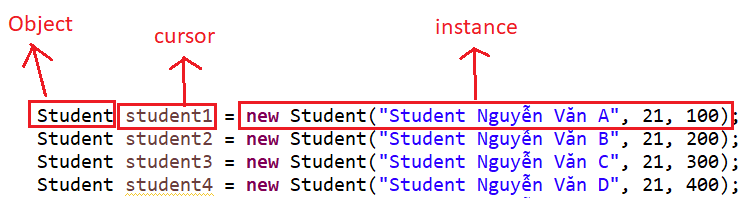 Object
cursor
instance
Student student1 = new Student("Student Nguyễn Văn A", 21, 100);
Student student2 = new Student("Student Nguyễn Văn B", 21, 200);
Student student3 = new Student("Student Nguyễn Văn C", 21, 300);
Student student4 = new Student("Student Nguyễn Văn D", 21, 400);